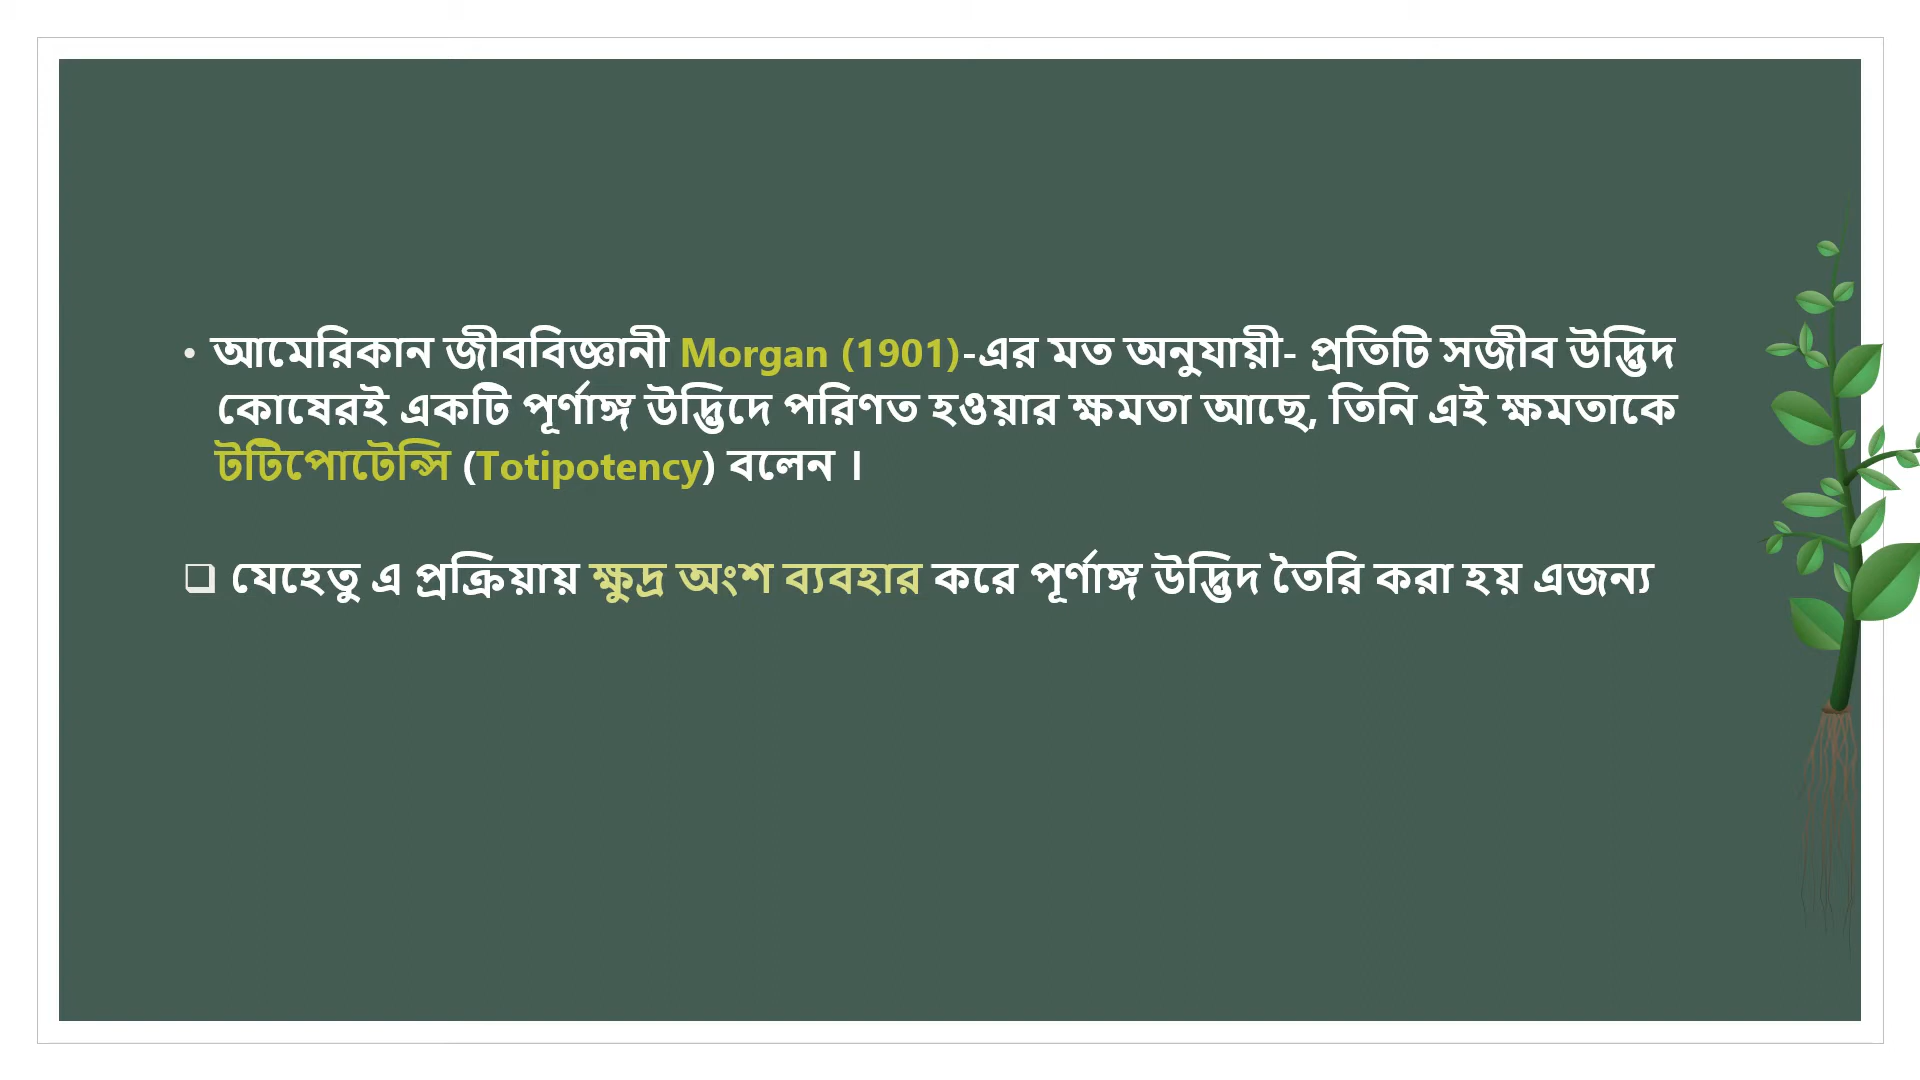 • আমেরিকান জীববিজ্ঞানী Morgan (1901)-এর মত অনুযায়ী- প্রতিটি সজীব উদ্ভিদ
কোষেরই একটি পূর্ণাঙ্গ উদ্ভিদে পরিণত হওয়ার ক্ষমতা আছে, তিনি এই ক্ষমতাকে
টটিপোটেন্সি (Totipotency) বলেন ।
❑ যেহেতু এ প্রক্রিয়ায় ক্ষুদ্র অংশ ব্যবহার করে পূর্ণাঙ্গ উদ্ভিদ তৈরি করা হয় এজন্য